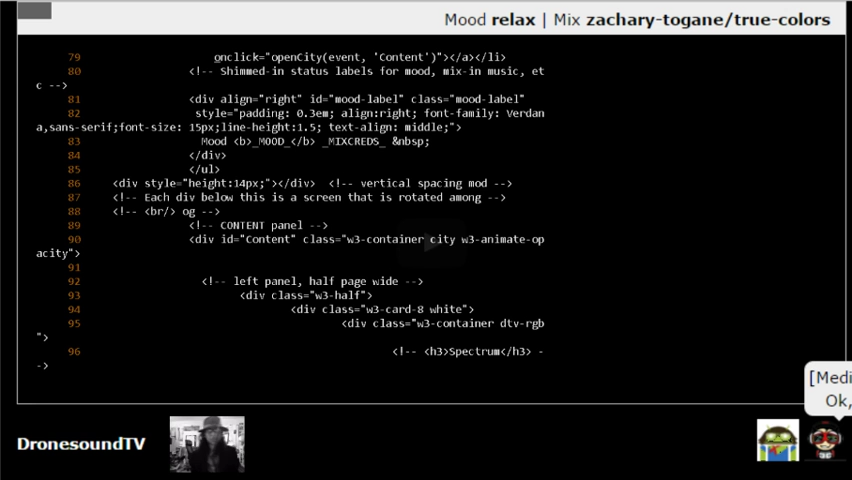 Mood relax | Mix zachary-togane/true-colors
79 onclick="openCity(event, 'Content')"></a></li>
80 <!-- Shimmed-in status labels for mood, mix-in music, et
c -->
81 <div align="right" id="mood-label" class="mood-label"
82 style="padding: 0.3em; align:right; font-family: Verdan
a,sans-serif;font-size: 15px;line-height:1.5; text-align: middle;">
83 Mood <b>_MOOD_</b> _MIXCREDS_ &nbsp;
84 </div>
85 </ul>
86 <div style="height:14px;"></div> <!-- vertical spacing mod -->
87 <!-- Each div below this is a screen that is rotated among -->
88 <!-- <br/> og -->
89 <!-- CONTENT panel -->
90 <div id="Content" class="w3-container city w3-animate-op
acity">
91
92 <!-- left panel, half page wide -->
93 <div class="w3-half">
94 <div class="w3-card-8 white">
95 <div class="w3-container dtv-rgb
">
96 <!-- <h3>Spectrum</h3> -
->
[Medi
Ok,
DronesoundTV